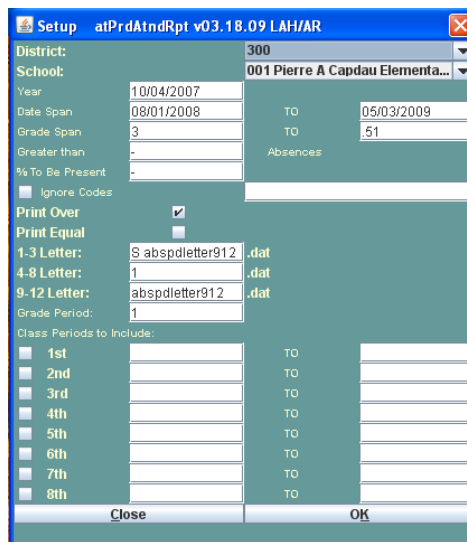 Setup atPrdAtndRpt v03.18.09 LAH/AR
District: 300
School: 001 Pierre A Capdau Elementa...
Year 10/04/2007
Date Span 08/01/2008 TO 05/03/2009
Grade Span 3 TO .51
Greater than - Absences
% To Be Present -
Ignore Codes
Print Over
Print Equal
1-3 Letter: S abspdletter912 .dat
4-8 Letter: 1 .dat
9-12 Letter: abspdletter912 .dat
Grade Period: 1
Class Periods to Include:
1st TO
2nd TO
3rd TO
4th TO
5th TO
6th TO
7th TO
8th TO
Close OK